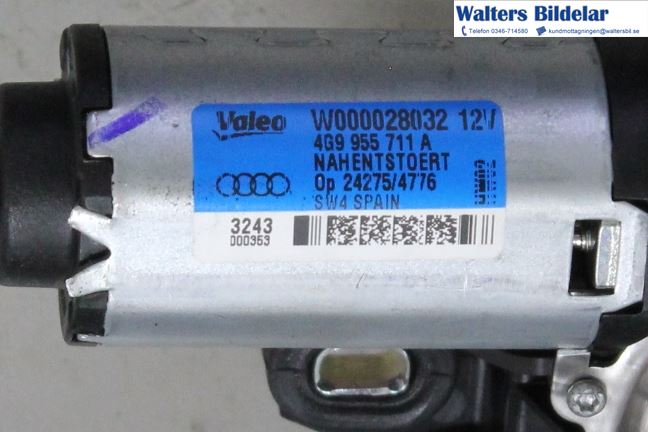 Walters Bildelar
Telefon 0346-714580 kundmottagningen@waltersbil.se
Valeo W000028032 12V
4G9 955 711 A
NAHENTSTOERT
Op 24275/4776
SW4 SPAIN
3243
D00353